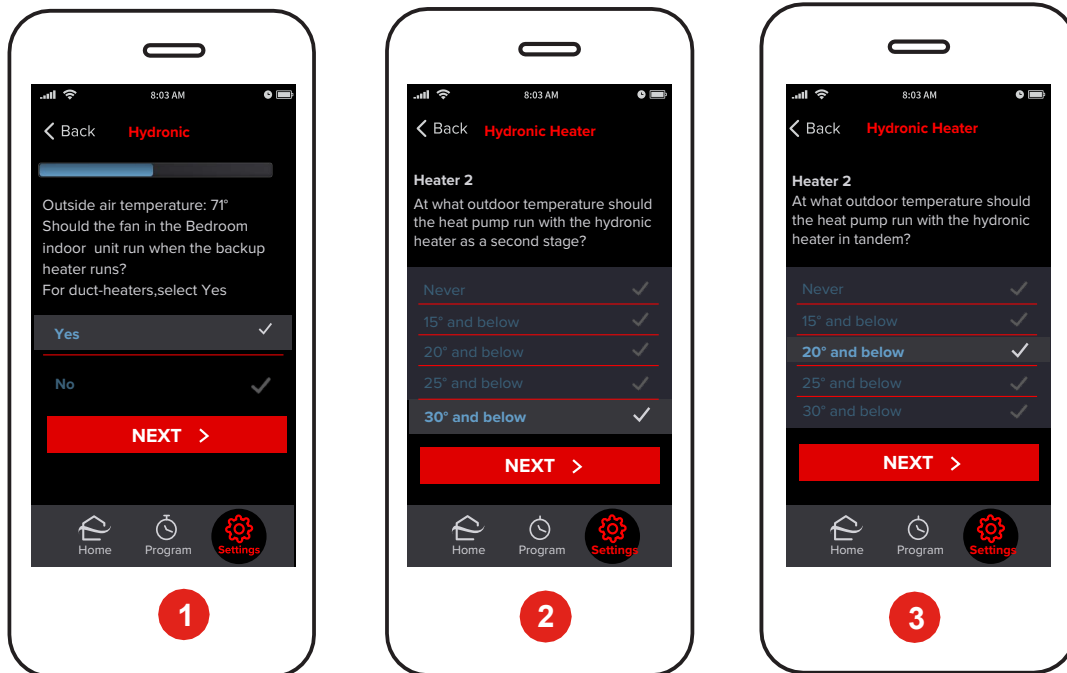 8:03 AM
Back
Hydronic
Outside air temperature: 71°
Should the fan in the Bedroom
indoor unit run when the backup
heater runs?
For duct-heaters,select Yes
Yes
No
NEXT >
Home
Program
Settings
1
8:03 AM
Back
Hydronic Heater
Heater 2
At what outdoor temperature should
the heat pump run with the hydronic
heater as a second stage?
Never
15° and below
20° and below
25° and below
30° and below
NEXT >
Home
Program
Settings
2
8:03 AM
Back
Hydronic Heater
Heater 2
At what outdoor temperature should
the heat pump run with the hydronic
heater in tandem?
Never
15° and below
20° and below
25° and below
30° and below
NEXT >
Home
Program
Settings
3